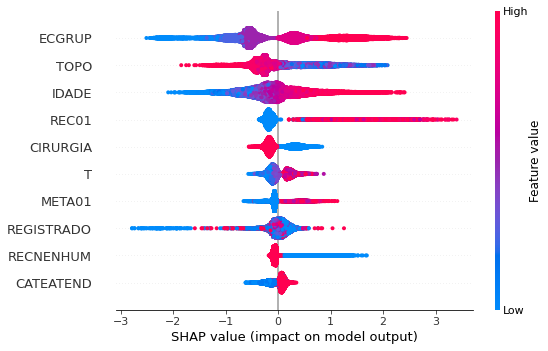 High
ECGRUP
TOPO
IDADE
REC01
CIRURGIA
T
META01
REGISTRADO
RECNENHUM
CATEATEND
Feature value
Low
−3 −2 −1 0 1 2 3
SHAP value (impact on model output)